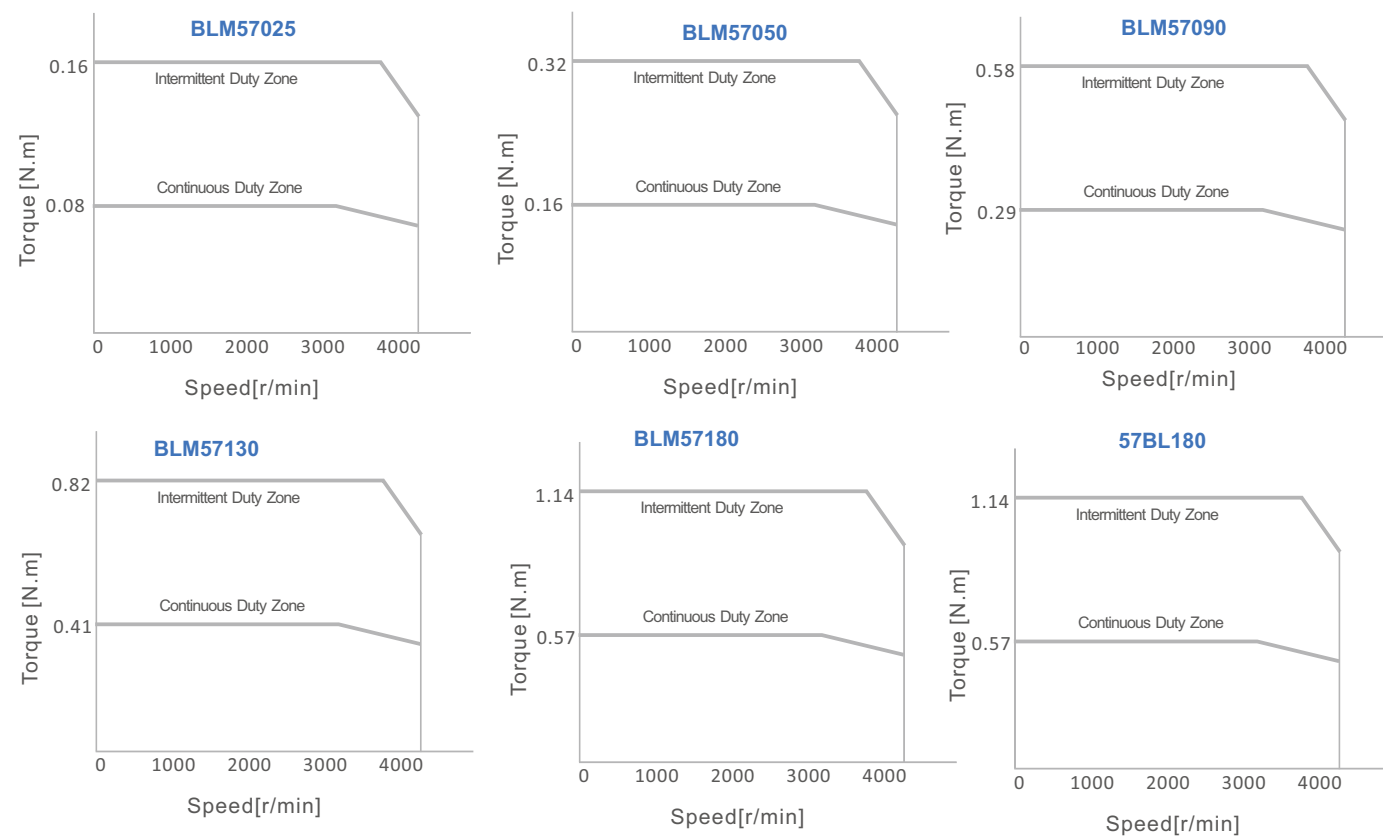 BLM57025
0.16
Intermittent Duty Zone
Continuous Duty Zone
0.08
Torque [N.m]
0 1000 2000 3000 4000
Speed[r/min]
BLM57050
0.32
Intermittent Duty Zone
Continuous Duty Zone
0.16
Torque [N.m]
0 1000 2000 3000 4000
Speed[r/min]
BLM57090
0.58
Intermittent Duty Zone
Continuous Duty Zone
0.29
Torque [N.m]
0 1000 2000 3000 4000
Speed[r/min]
BLM57130
0.82
Intermittent Duty Zone
Continuous Duty Zone
0.41
Torque [N.m]
0 1000 2000 3000 4000
Speed[r/min]
BLM57180
1.14
Intermittent Duty Zone
Continuous Duty Zone
0.57
Torque [N.m]
0 1000 2000 3000 4000
Speed[r/min]
57BL180
1.14
Intermittent Duty Zone
Continuous Duty Zone
0.57
Torque [N.m]
0 1000 2000 3000 4000
Speed[r/min]